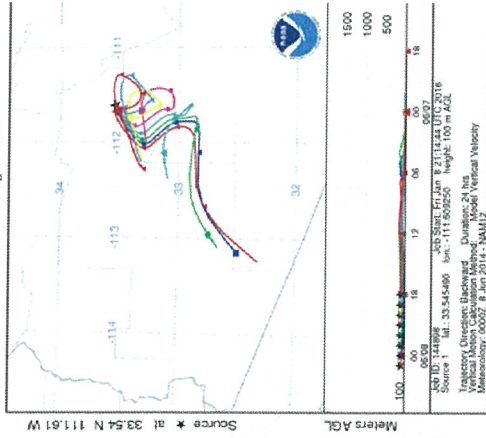 Source ★ at 33.54 N 111.61 W
-114
-113
-112
-111
34
33
32
noaa
Meters AGL
1500
1000
500
100
00
18
12
06
00
18
06/08
06/07
Job ID: 144898 Job Start: Fri Jan 8 21:14:44 UTC 2016
Source 1 lat.: 33.545490 lon.: -111.609250 height: 100 m AGL
Trajectory Direction: Backward Duration: 24 hrs
Vertical Motion Calculation Method: Model Vertical Velocity
Meteorology: 0000Z 8 Jun 2014 - NAM12